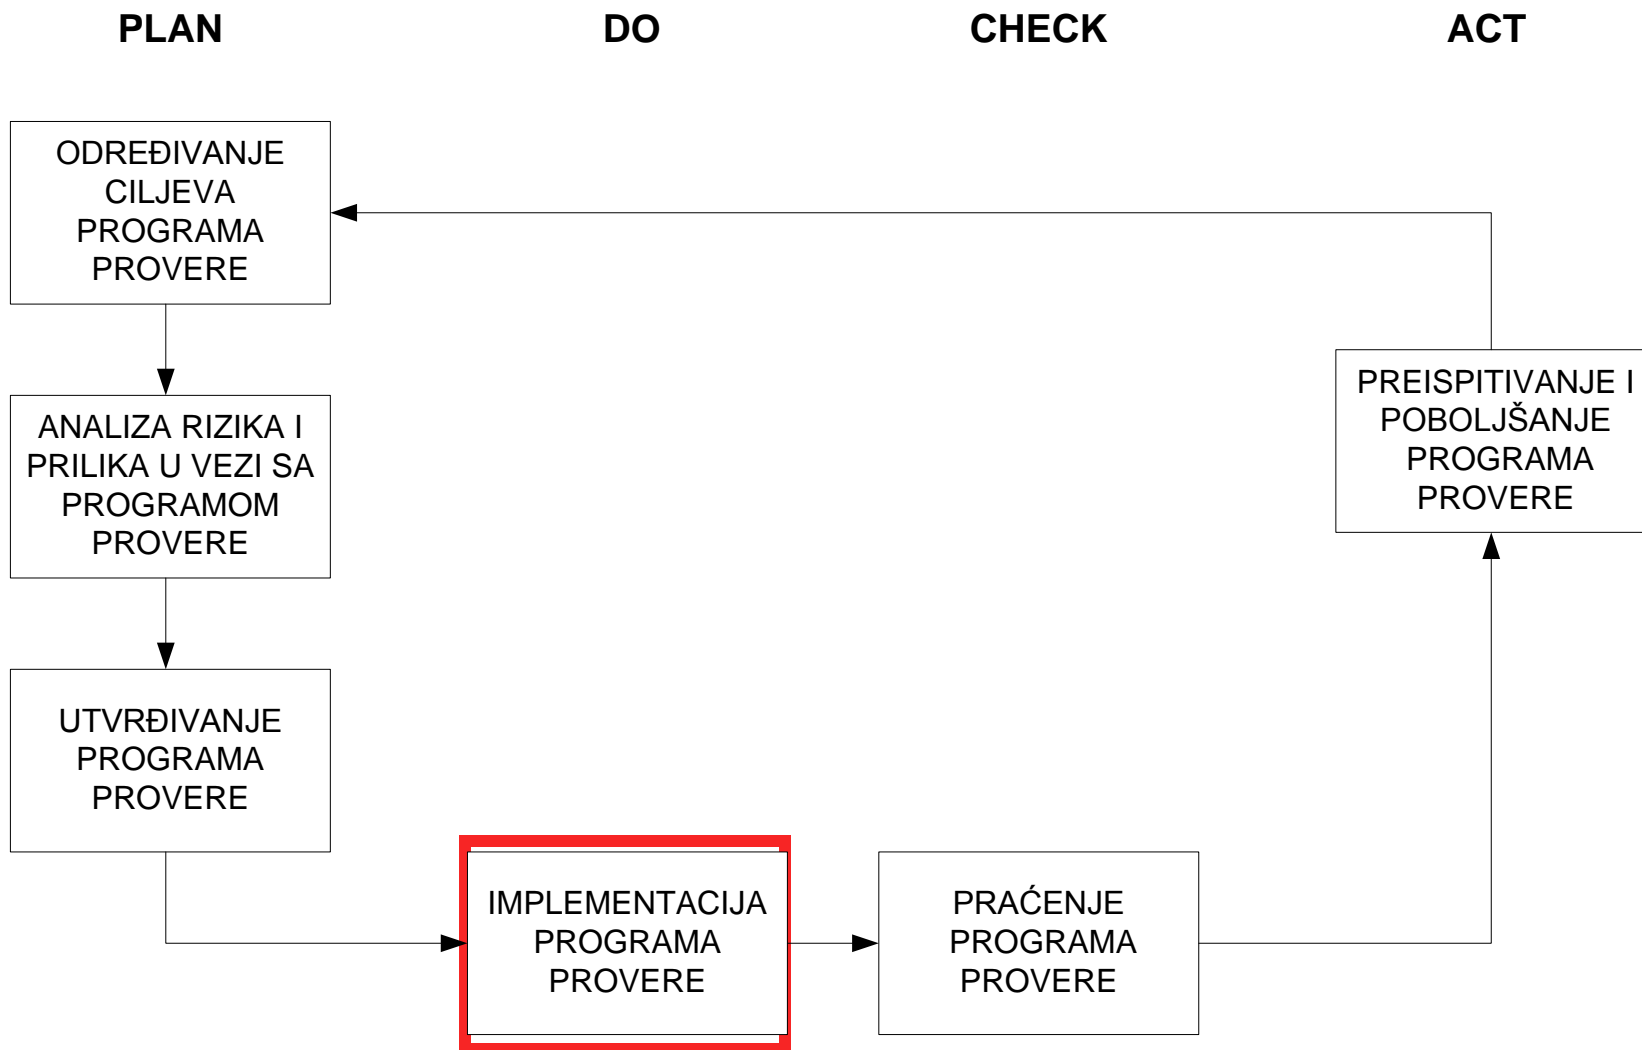 PLAN
DO
CHECK
ACT
ODREĐIVANJE
CILJEVA
PROGRAMA
PROVERE
ANALIZA RIZIKA I
PRILIKA U VEZI SA
PROGRAMOM
PROVERE
UTVRĐIVANJE
PROGRAMA
PROVERE
IMPLEMENTACIJA
PROGRAMA
PROVERE
PRAĆENJE
PROGRAMA
PROVERE
PREISPITIVANJE I
POBOLJŠANJE
PROGRAMA
PROVERE